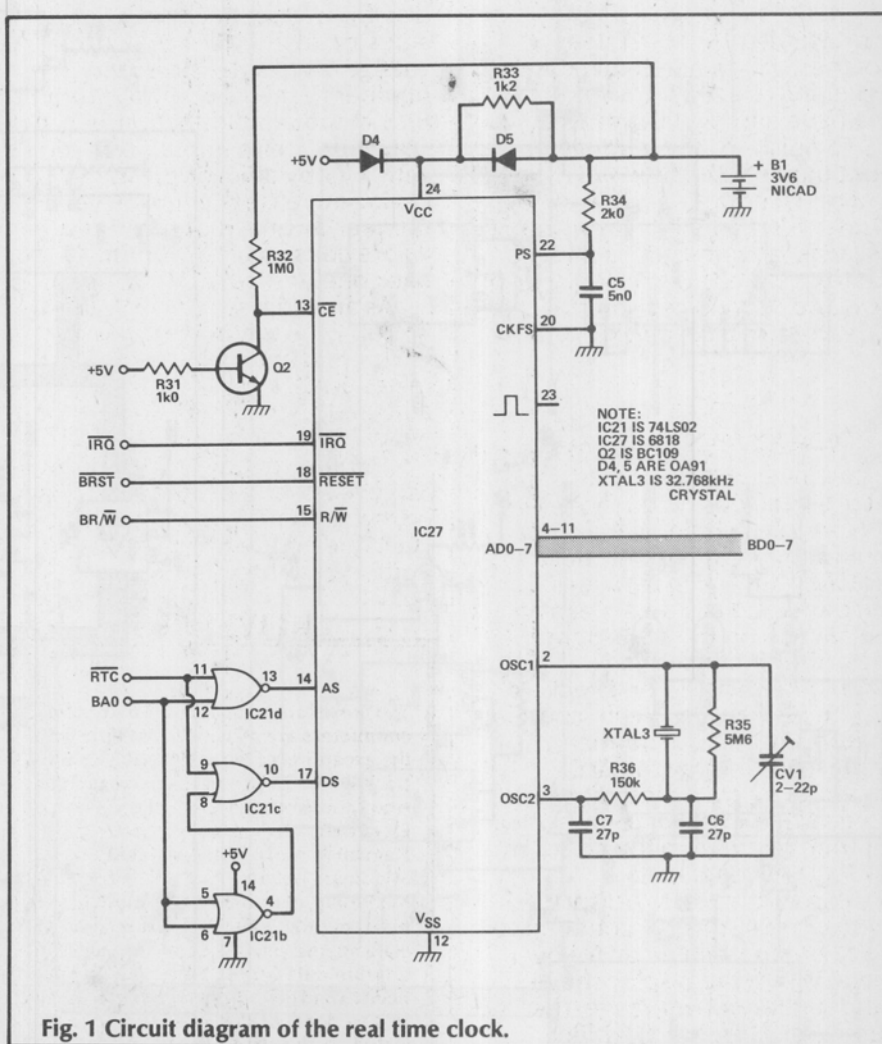 R33
1k2
D4
D5
+5V
+
B1
3V6
NICAD
24
VCC
R34
2k0
R32
1M0
PS
22
13
CE
C5
5n0
CKFS
20
+5V
R31
1k0
Q2
23
NOTE:
IC21 IS 74LS02
IC27 IS 6818
Q2 IS BC109
D4, 5 ARE OA91
XTAL3 IS 32.768kHz
CRYSTAL
IRQ
19
IRQ
BRST
18
RESET
BR/W
15
R/W
IC27
4–11
AD0–7
BD0–7
RTC
11
13
14
AS
BA0
12
IC21d
OSC1
2
9
10
17
DS
8
IC21c
XTAL3
R35
5M6
CV1
2–22p
R36
150k
OSC2
3
C7
27p
C6
27p
+5V
14
5
4
6
7
IC21b
VSS
12
Fig. 1 Circuit diagram of the real time clock.